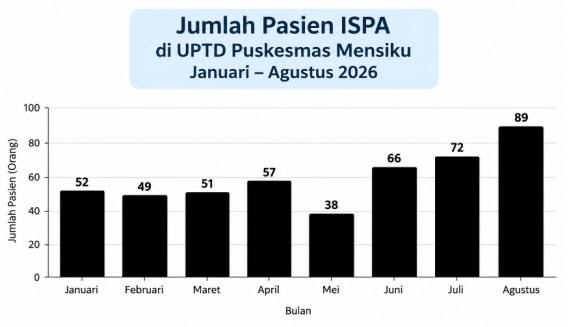 Jumlah Pasien ISPA
di UPTD Puskesmas Mensiku
Januari – Agustus 2026
Jumlah Pasien (Orang)
100
80
60
40
20
0
52
49
51
57
38
66
72
89
Januari
Februari
Maret
April
Mei
Juni
Juli
Agustus
Bulan